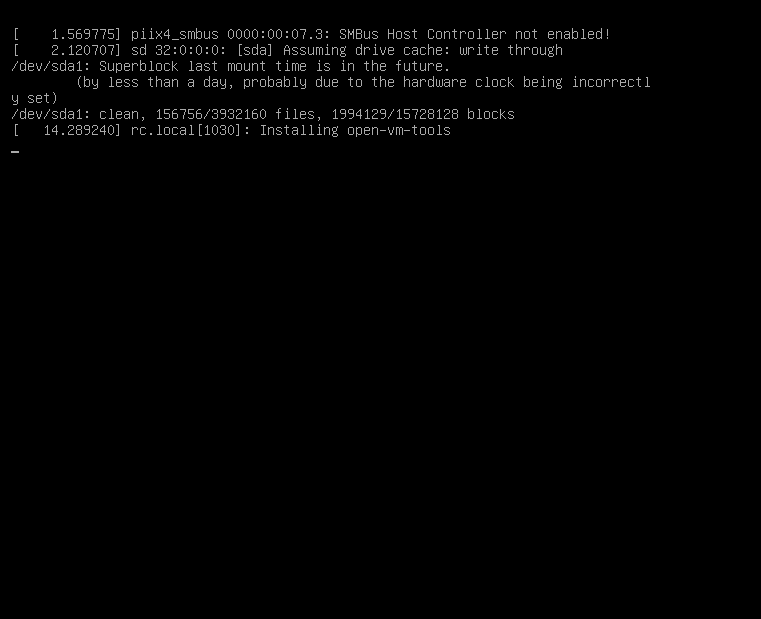 [    1.569775] piix4_smbus 0000:00:07.3: SMBus Host Controller not enabled!
[    2.120707] sd 32:0:0:0: [sda] Assuming drive cache: write through
/dev/sda1: Superblock last mount time is in the future.
        (by less than a day, probably due to the hardware clock being incorrectl
y set)
/dev/sda1: clean, 156756/3932160 files, 1994129/15728128 blocks
[   14.289240] rc.local[1030]: Installing open-vm-tools